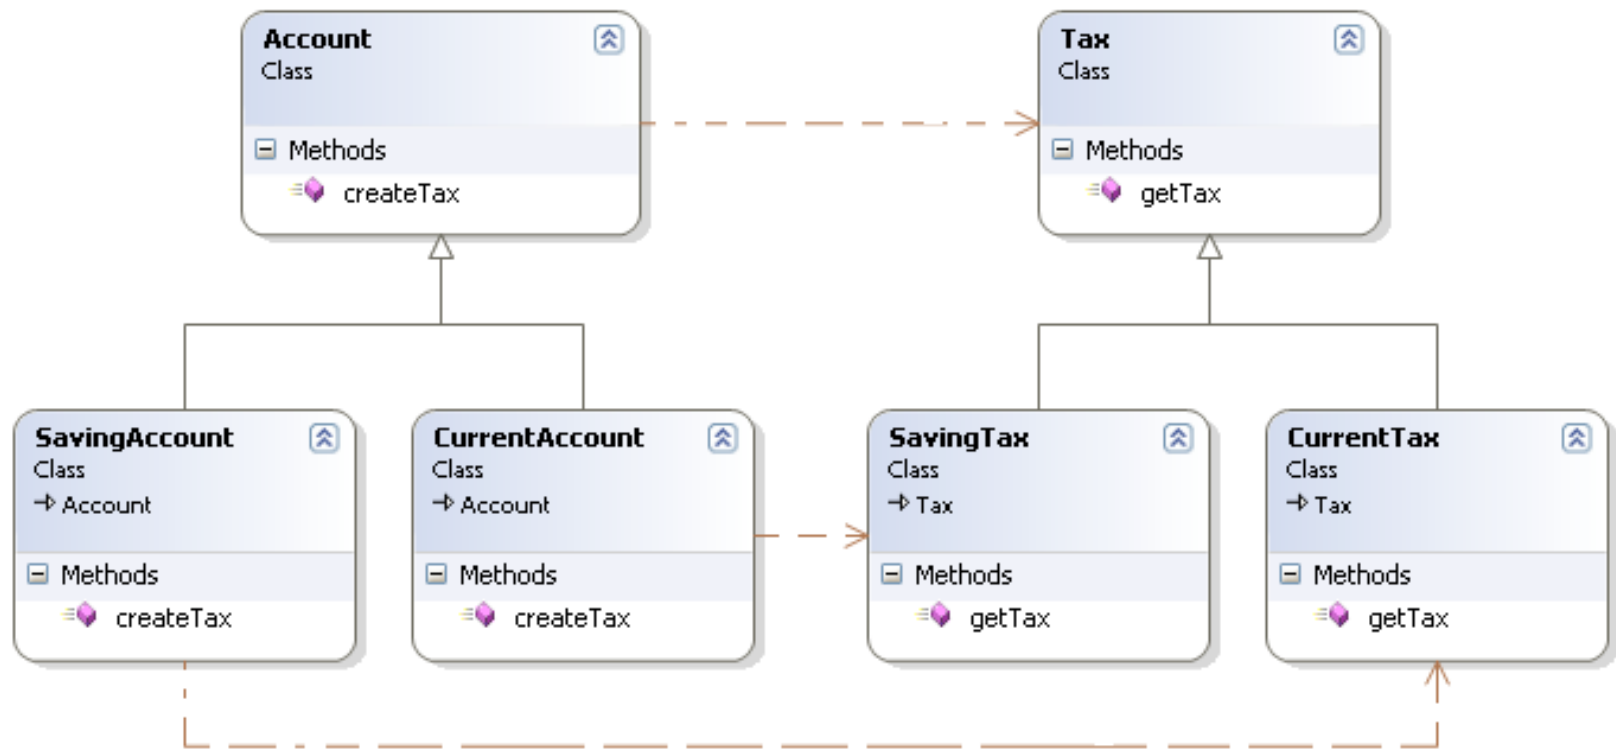 Account
Class
Methods
createTax
Tax
Class
Methods
getTax
SavingAccount
Class
Account
Methods
createTax
CurrentAccount
Class
Account
Methods
createTax
SavingTax
Class
Tax
Methods
getTax
CurrentTax
Class
Tax
Methods
getTax